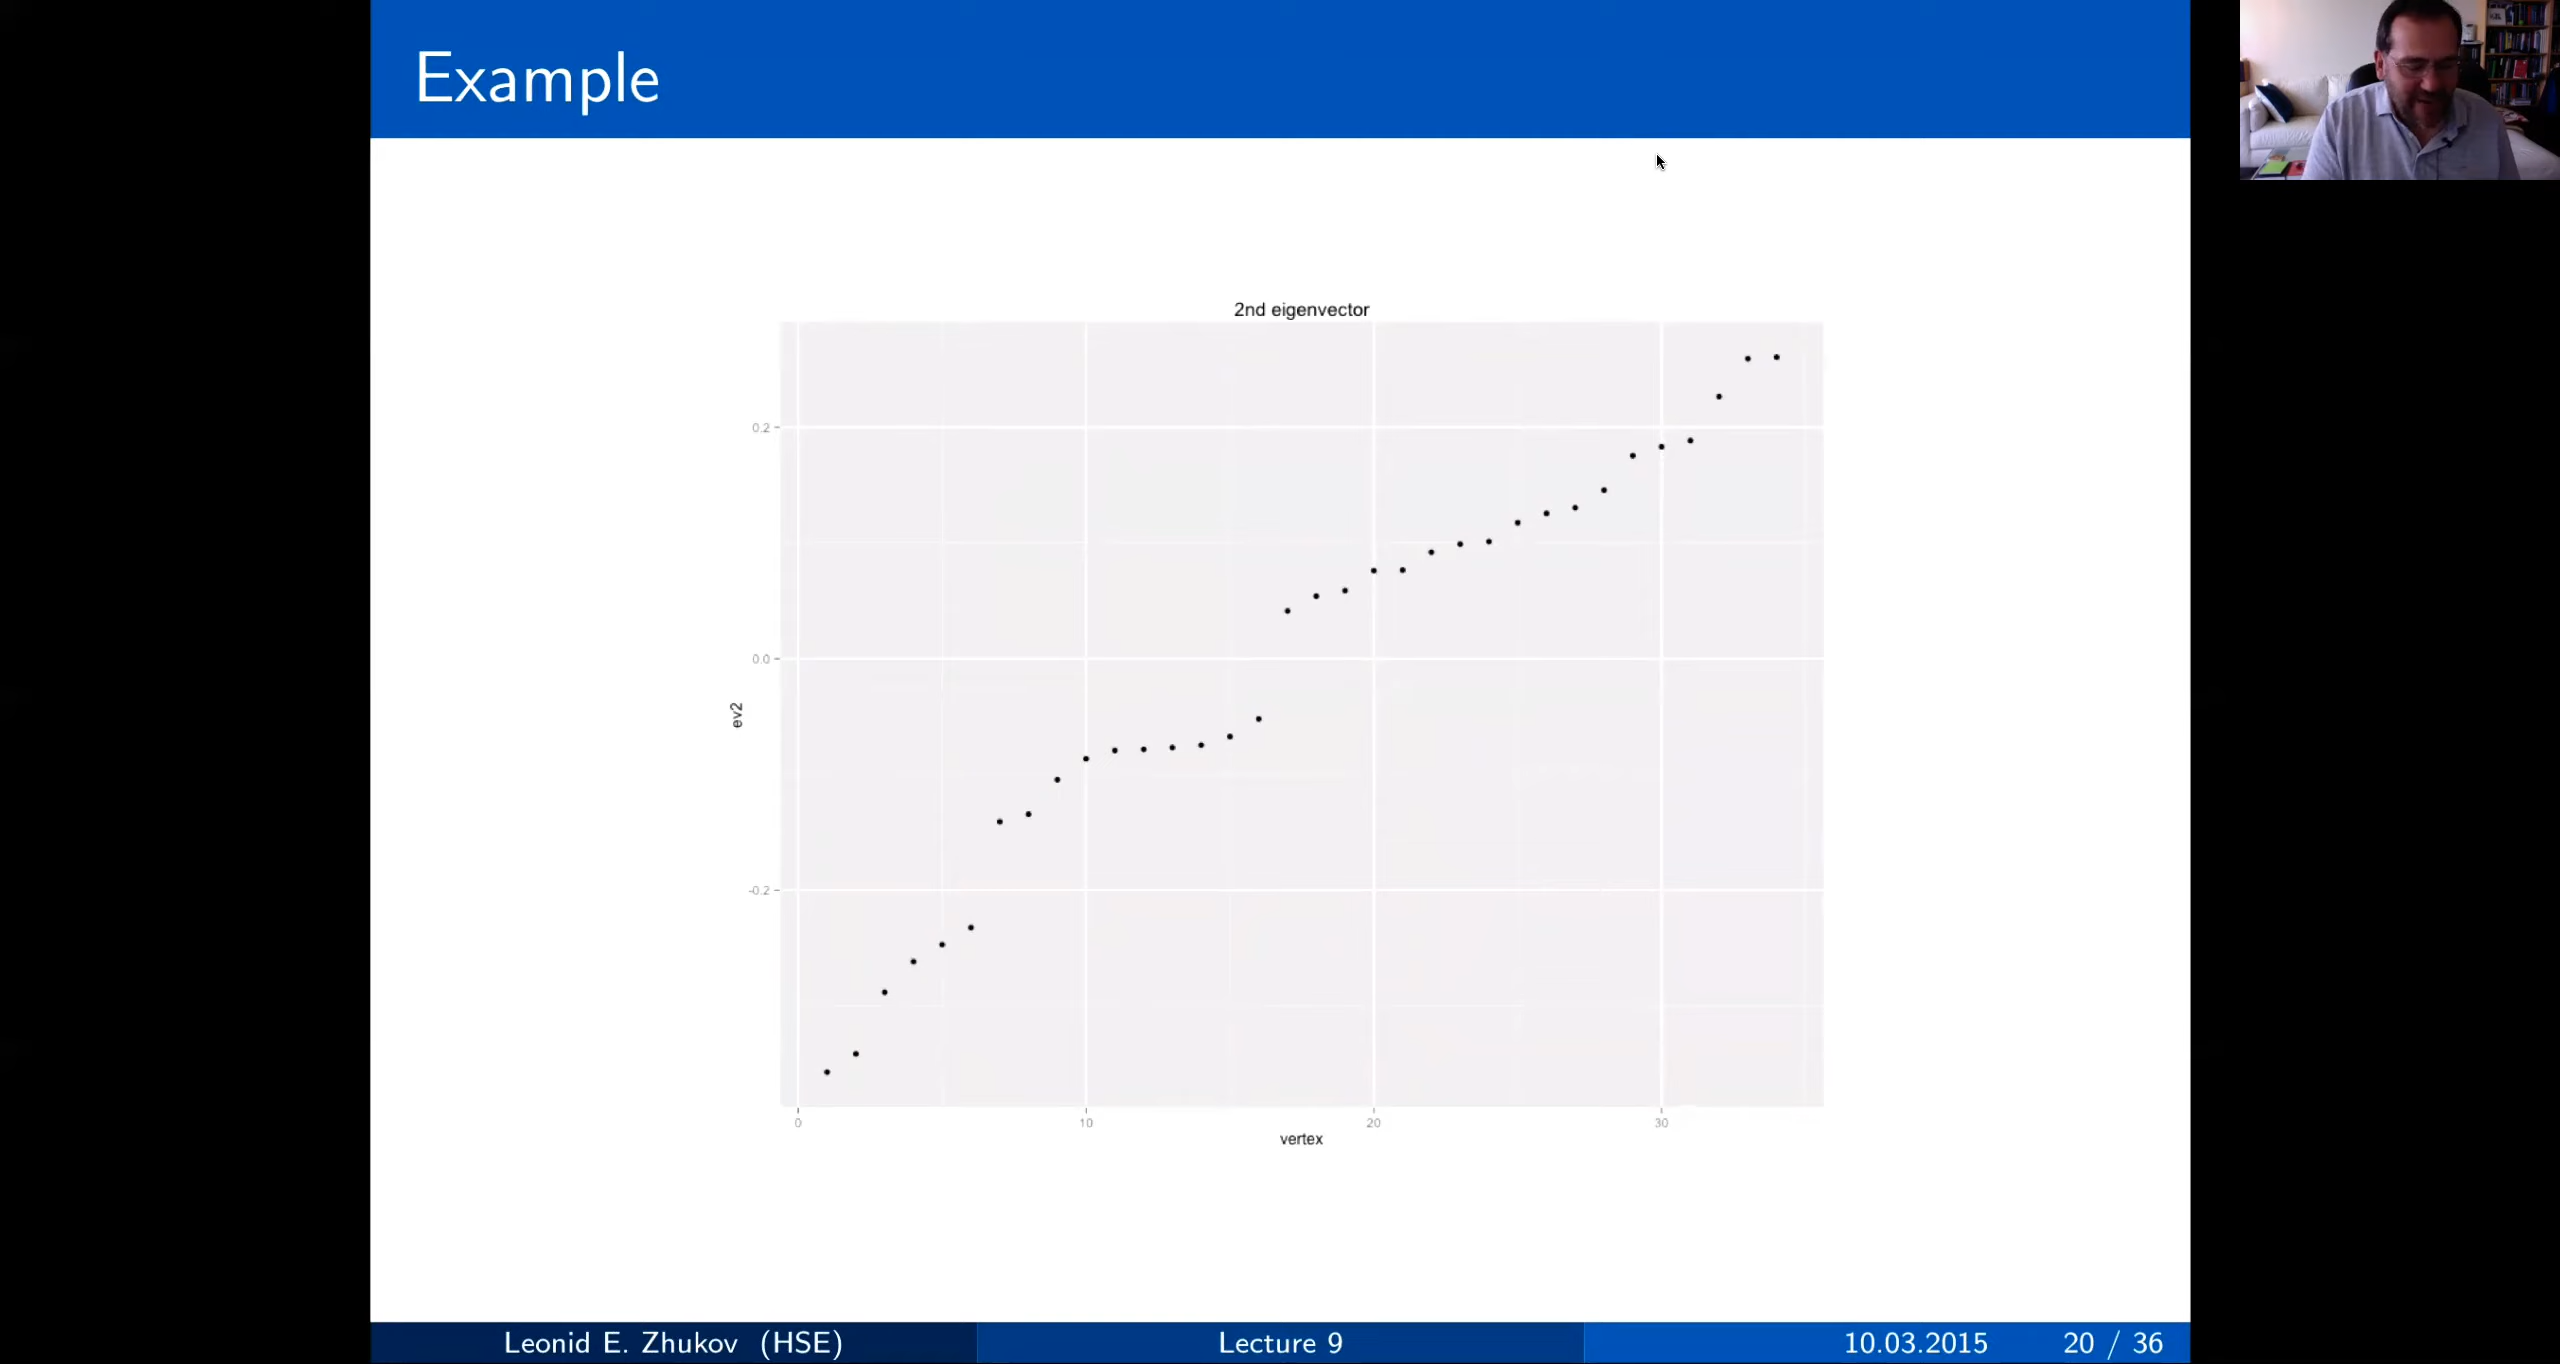 Example
2nd eigenvector
0.2
0.0
-0.2
ev2
0 10 20 30
vertex
Leonid E. Zhukov (HSE) Lecture 9 10.03.2015 20 / 36